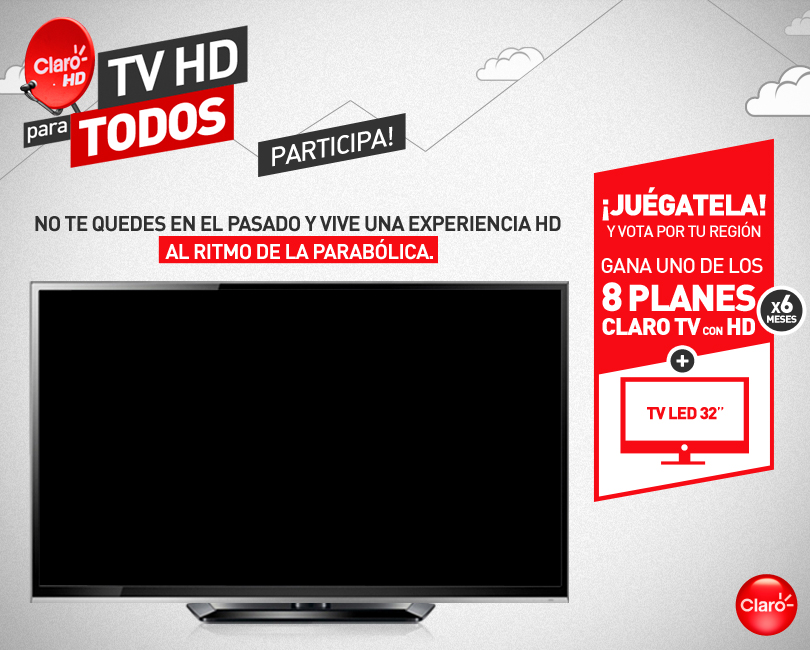 Claro
HD
TV HD
para TODOS
PARTICIPA!
NO TE QUEDES EN EL PASADO Y VIVE UNA EXPERIENCIA HD
AL RITMO DE LA PARABÓLICA.
¡JUÉGATELA!
Y VOTA POR TU REGIÓN
GANA UNO DE LOS
8 PLANES
CLARO TV CON HD
x6
MESES
+
TV LED 32”
Claro